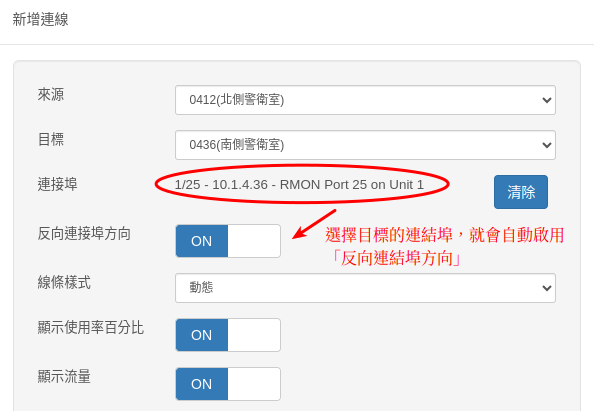 新增連線
來源
0412(北側警衛室)
目標
0436(南側警衛室)
連接埠
1/25 - 10.1.4.36 - RMON Port 25 on Unit 1
清除
反向連接埠方向
ON
選擇目標的連結埠，就會自動啟用
「反向連結埠方向」
線條樣式
動態
顯示使用率百分比
ON
顯示流量
ON